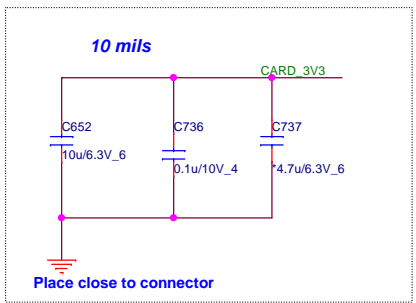 10 mils
CARD_3V3
C652
C736
C737
10u/6.3V_6
0.1u/10V_4
*4.7u/6.3V_6
Place close to connector